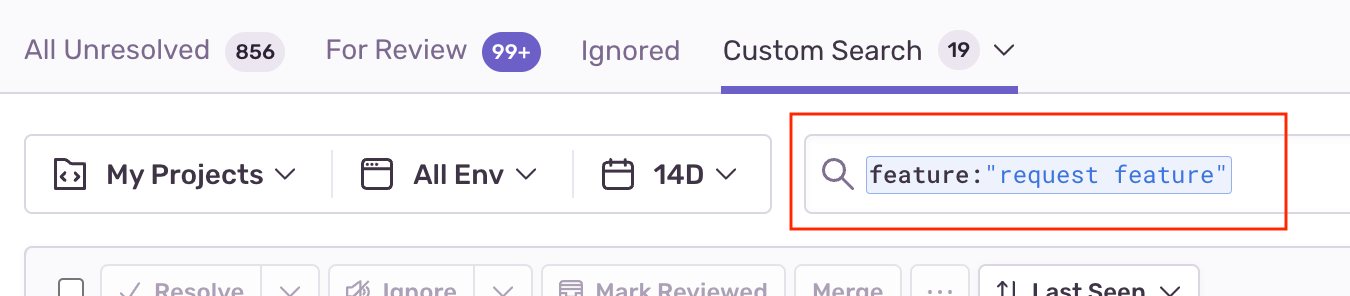 All Unresolved 856 For Review 99+ Ignored Custom Search 19
My Projects All Env 14D feature:"request feature"
Resolve Ignore Mark Reviewed Merge ... Last Seen